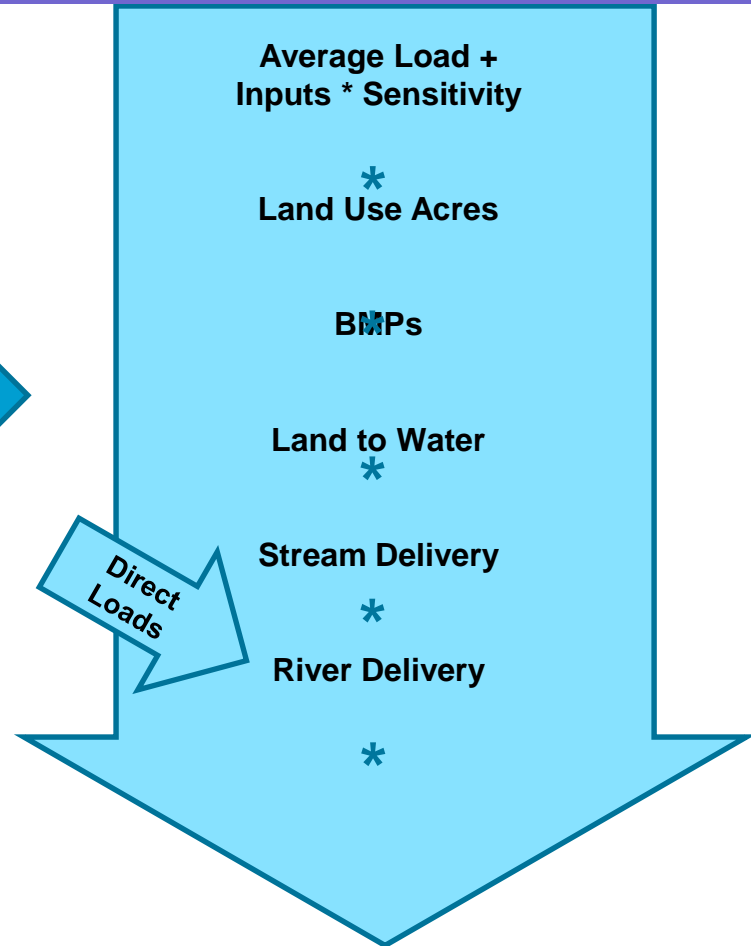 Average Load +
Inputs * Sensitivity
*
Land Use Acres
*
BMPs
Land to Water
*
Stream Delivery
*
Direct
Loads
River Delivery
*